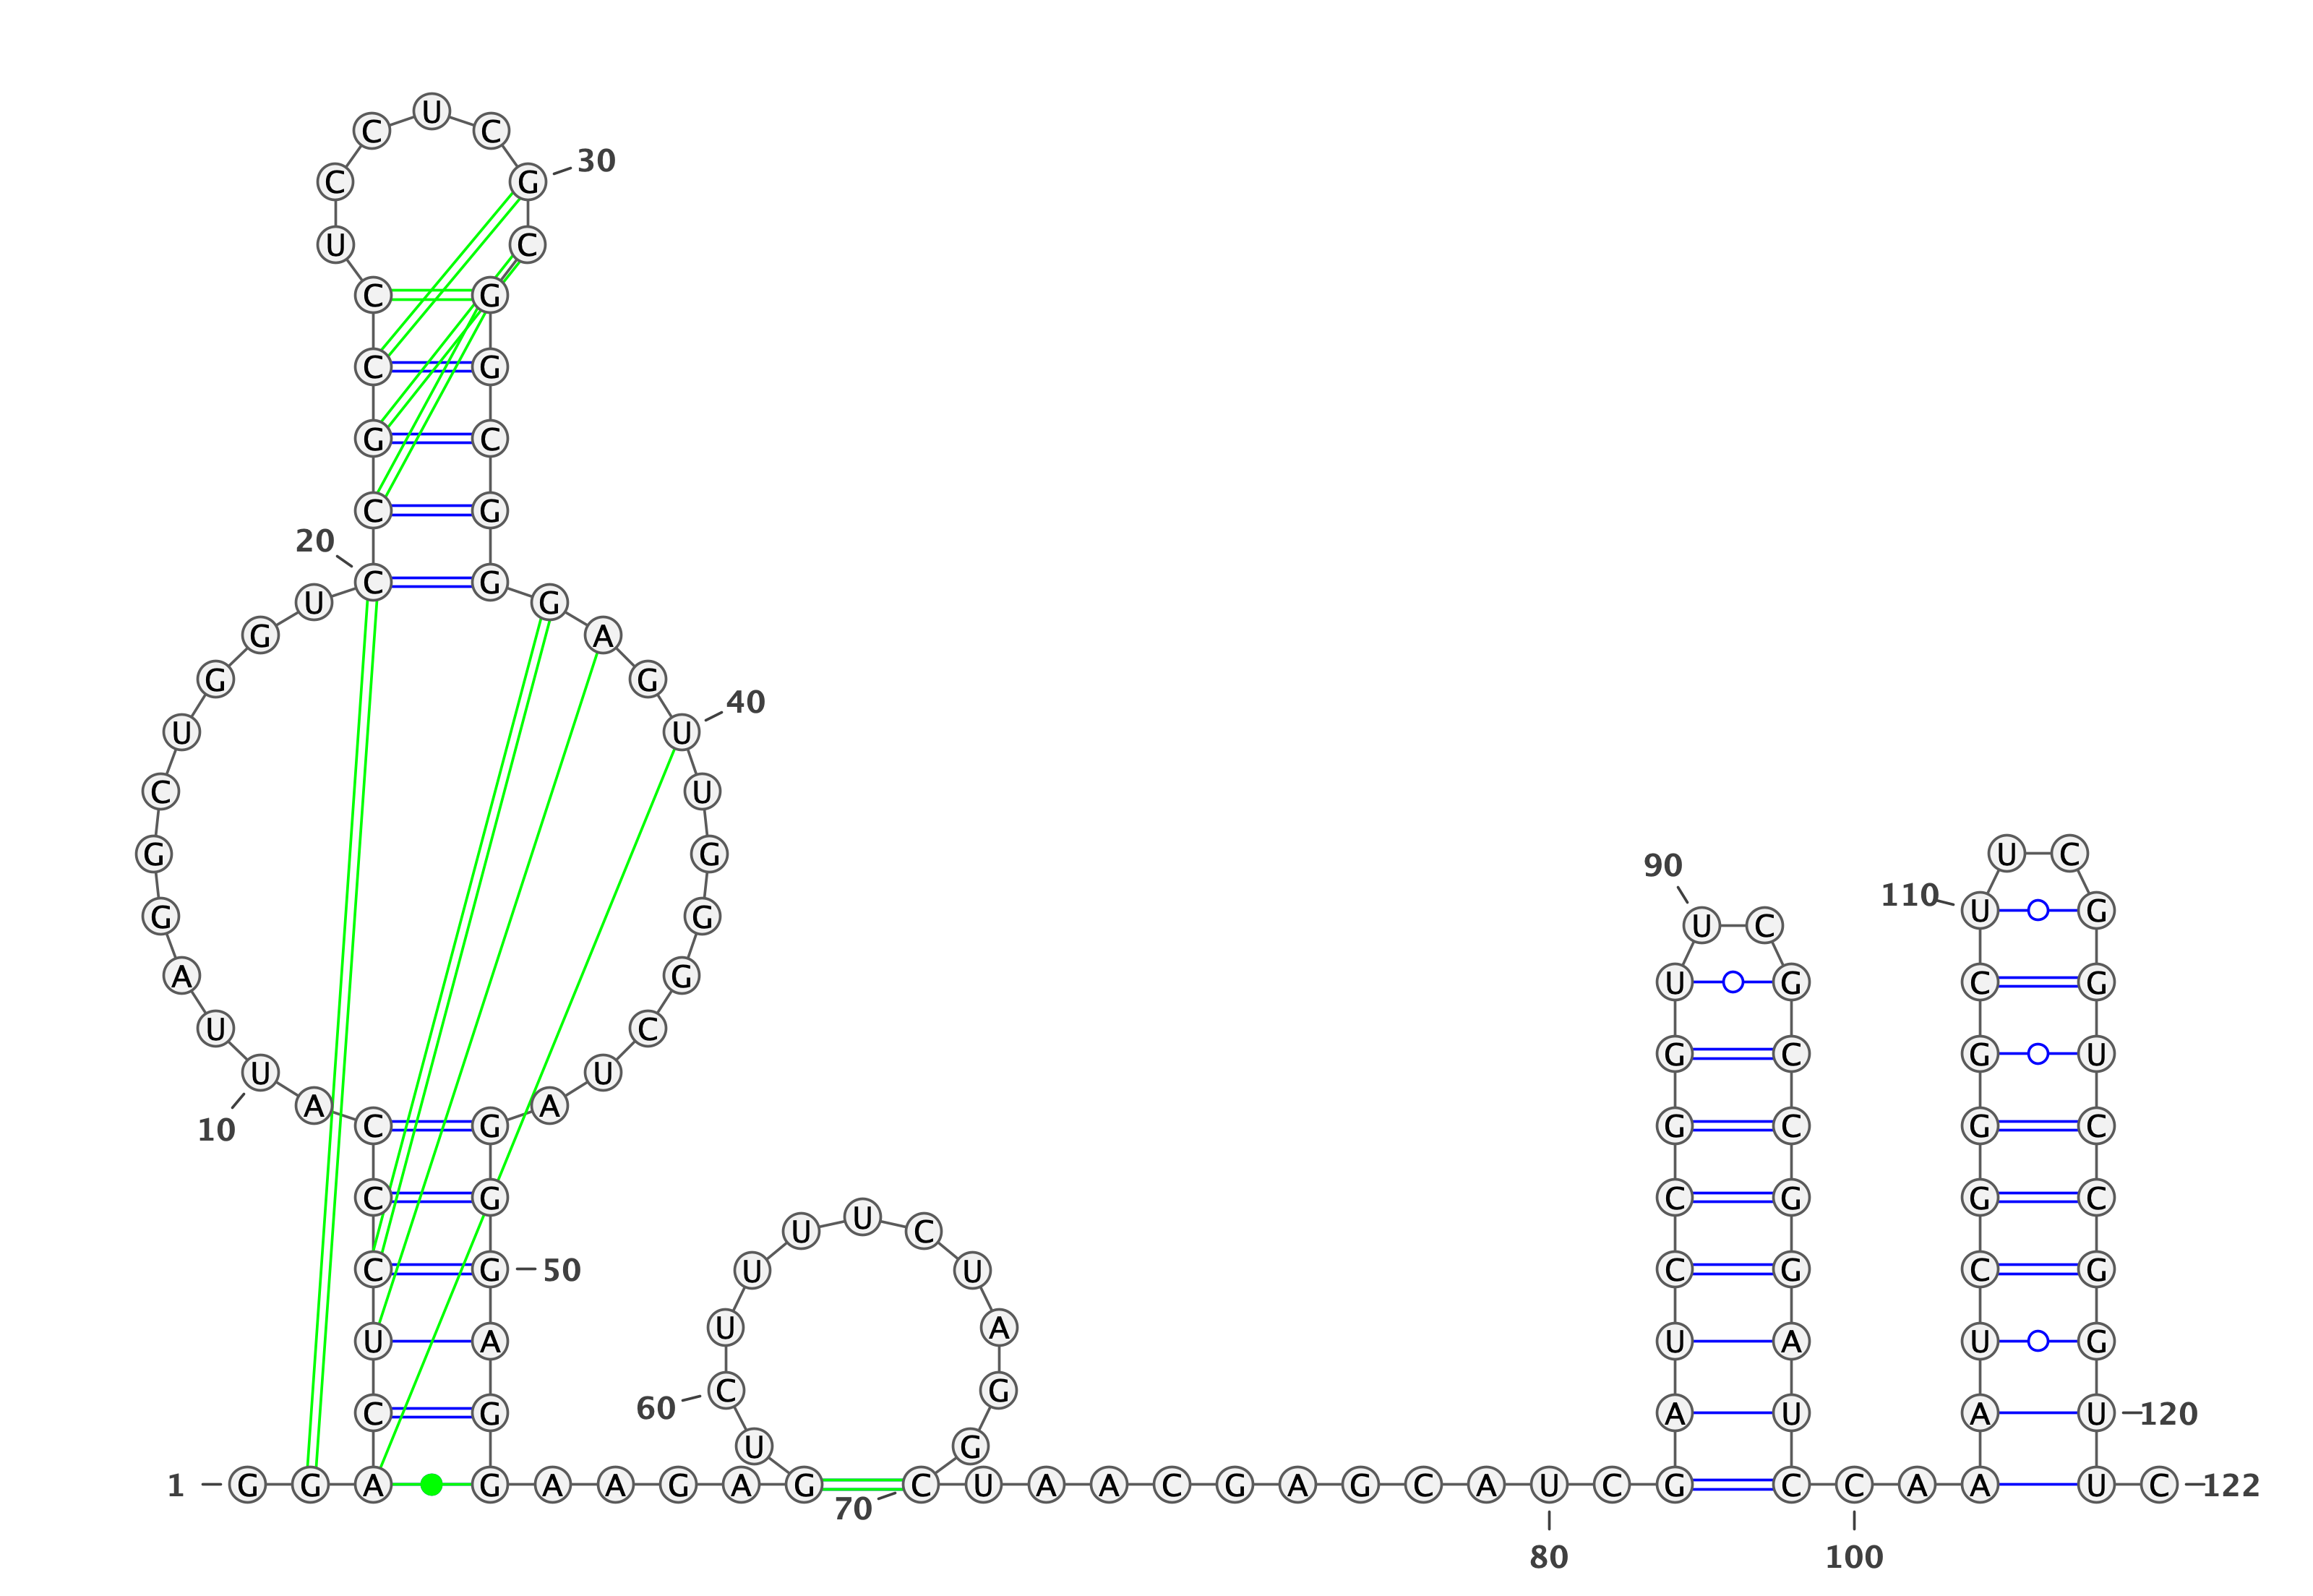 U
C C
30
C G
U C
C G
C G
G C
C G
20
C G
U G
G A
G G
40
U U
C U
G G U C
90
110 U G
G G U C
A G U G C G
U C
G C G U
U U
A A
C G G C G C
10
C G C G G C
U
U C
C G 50 U U C G C G
U A
U A U A U G
C G
60
C G A U A U 120
U G
1 G G A G A A G A G C U A A C G A G C A U C G C C A A U C 122
70
80 100